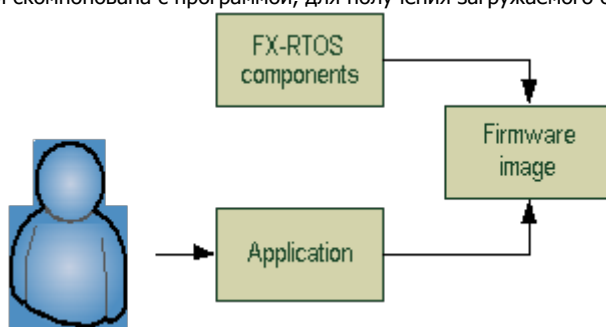 скомпонована с программой, для получения загружаемого
FX-RTOS
components
Firmware
image
Application